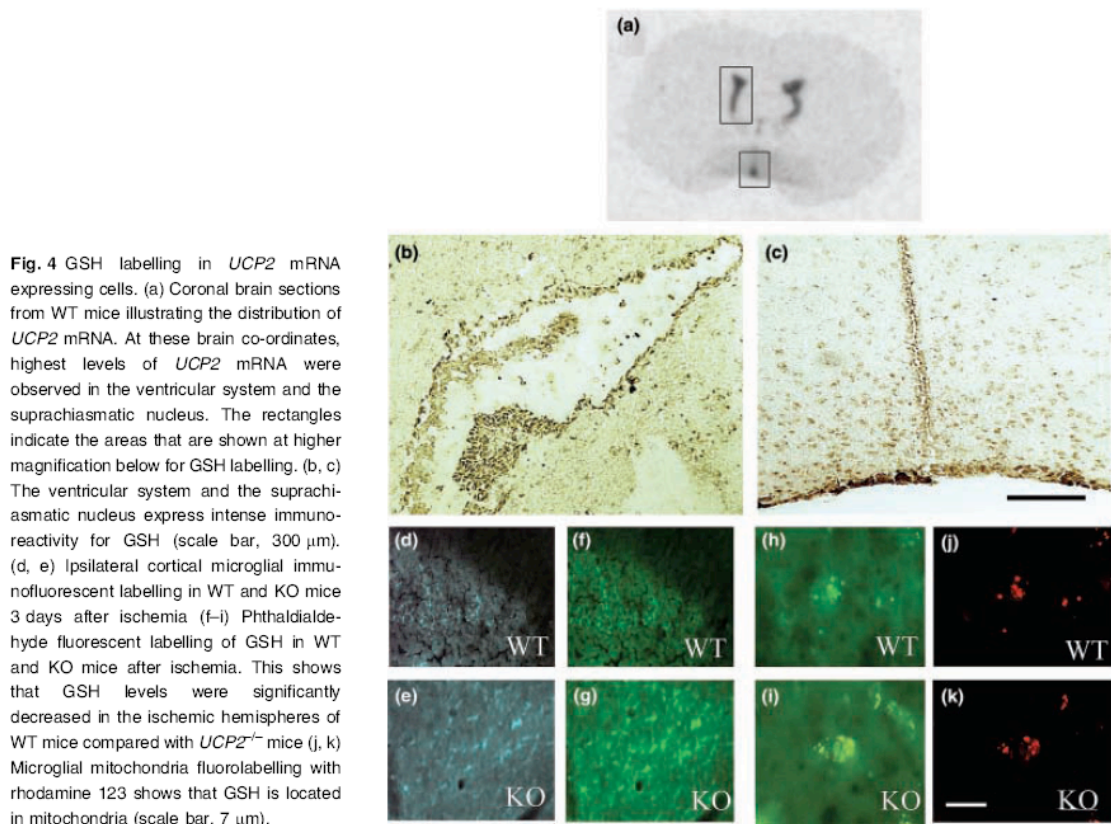 Fig. 4 GSH labelling in UCP2 mRNA
expressing cells. (a) Coronal brain sections
from WT mice illustrating the distribution of
UCP2 mRNA. At these brain co-ordinates,
highest levels of UCP2 mRNA were
observed in the ventricular system and the
suprachiasmatic nucleus. The rectangles
indicate the areas that are shown at higher
magnification below for GSH labelling. (b, c)
The ventricular system and the suprachi-
asmatic nucleus express intense immuno-
reactivity for GSH (scale bar, 300 μm).
(d, e) Ipsilateral cortical microglial immu-
nofluorescent labelling in WT and KO mice
3 days after ischemia (f–i) Phthaldialde-
hyde fluorescent labelling of GSH in WT
and KO mice after ischemia. This shows
that GSH levels were significantly
decreased in the ischemic hemispheres of
WT mice compared with UCP2⁻/⁻ mice (j, k)
Microglial mitochondria fluorolabelling with
rhodamine 123 shows that GSH is located
in mitochondria (scale bar, 7 μm).
(a)
(b)
(c)
(d)
WT
(f)
WT
(h)
WT
(j)
WT
(e)
KO
(g)
KO
(i)
KO
(k)
KO